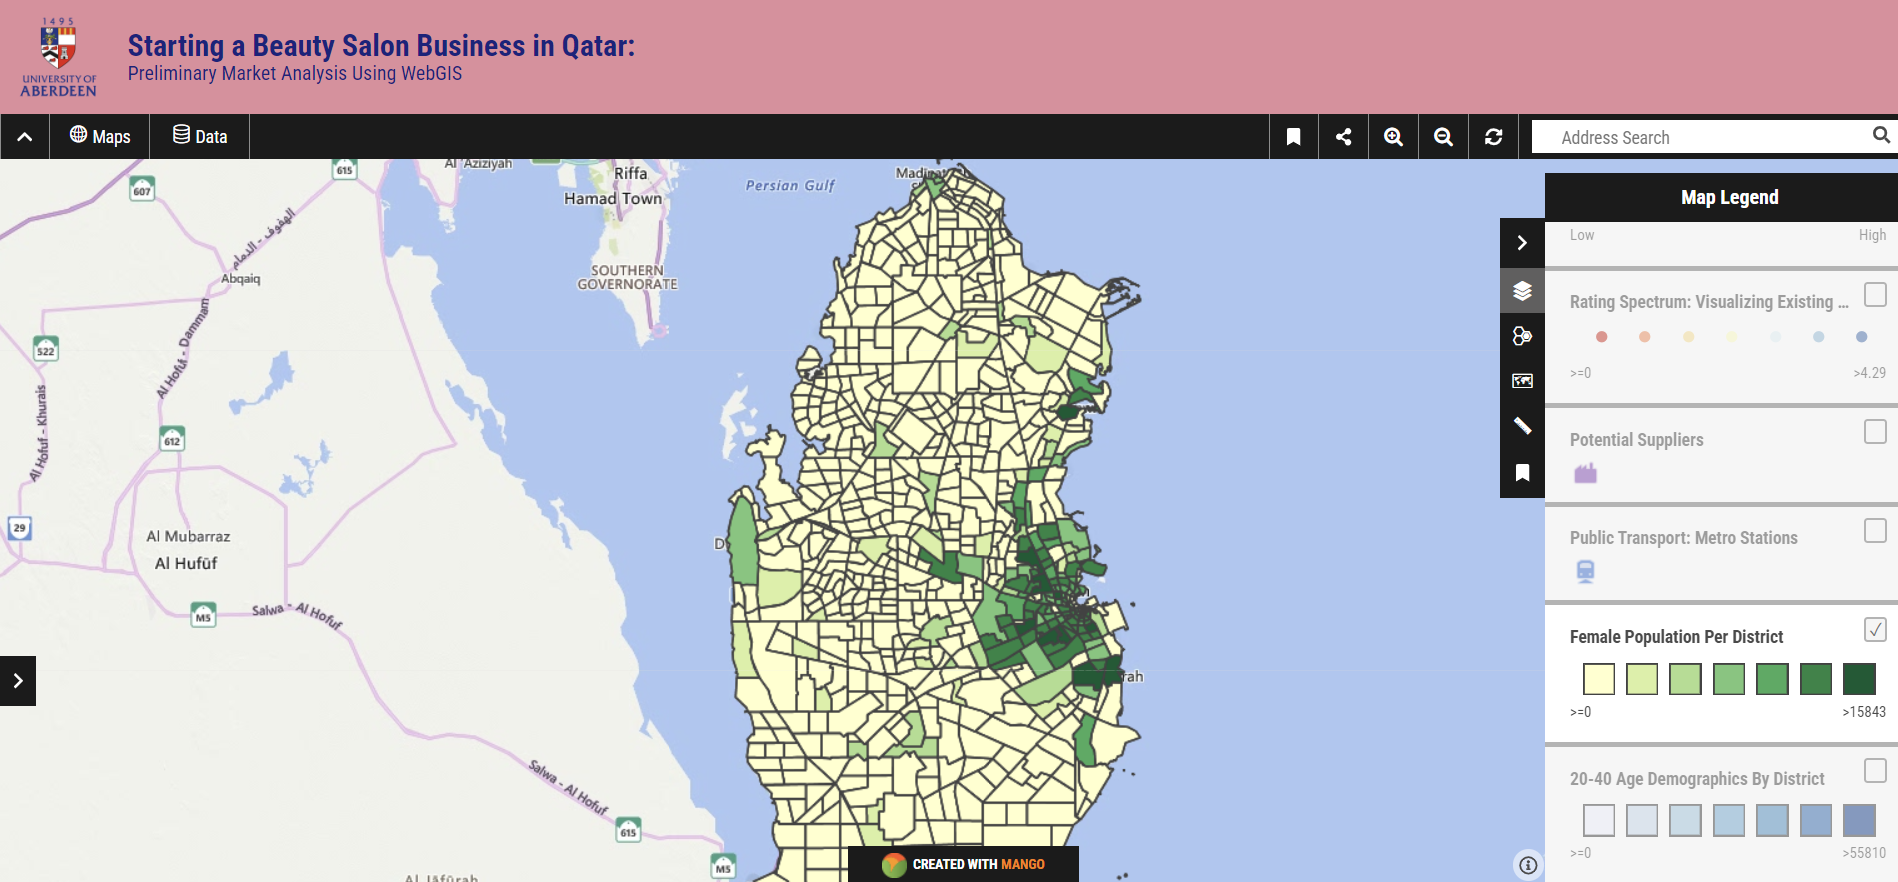 1495
UNIVERSITY OF
ABERDEEN
Starting a Beauty Salon Business in Qatar:
Preliminary Market Analysis Using WebGIS
Maps
Data
Address Search
615
Al 'Aziziyah
Riffa
Hamad Town
Persian Gulf
607
الهفوف - الدمام
Abqaiq
SOUTHERN
GOVERNORATE
Al Hofuf - Dammam
522
Al Hofuf - Khurais
612
29
Al Mubarraz
Al Hufūf
M5
Salwa - Al Hofuf
Salwa - Al Hofuf
615
M5
Al Jāfūrah
CREATED WITH MANGO
Map Legend
Low
High
Rating Spectrum: Visualizing Existing ...
>=0
>4.29
Potential Suppliers
Public Transport: Metro Stations
Female Population Per District
>=0
>15843
20-40 Age Demographics By District
>=0
>55810